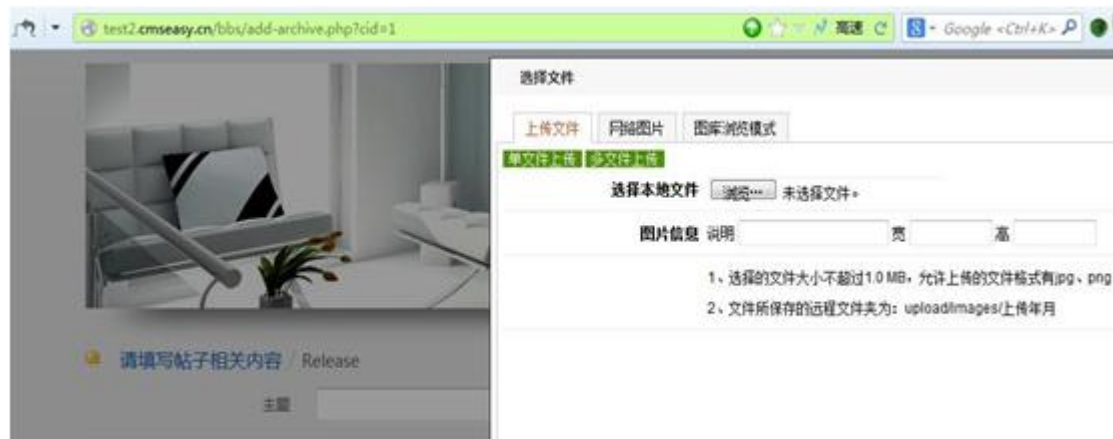 test2.cmseasy.cn/bbs/add-archive.php?cid=1
高速
Google <Ctrl+K>
选择文件
上传文件 网络图片 图库浏览模式
单文件上传 多文件上传
选择本地文件 浏览… 未选择文件。
图片信息 说明 宽 高
1、选择的文件大小不超过1.0 MB，允许上传的文件格式有jpg、png
2、文件所保存的远程文件夹为：upload/images/上传年月
请填写帖子相关内容 / Release
主题